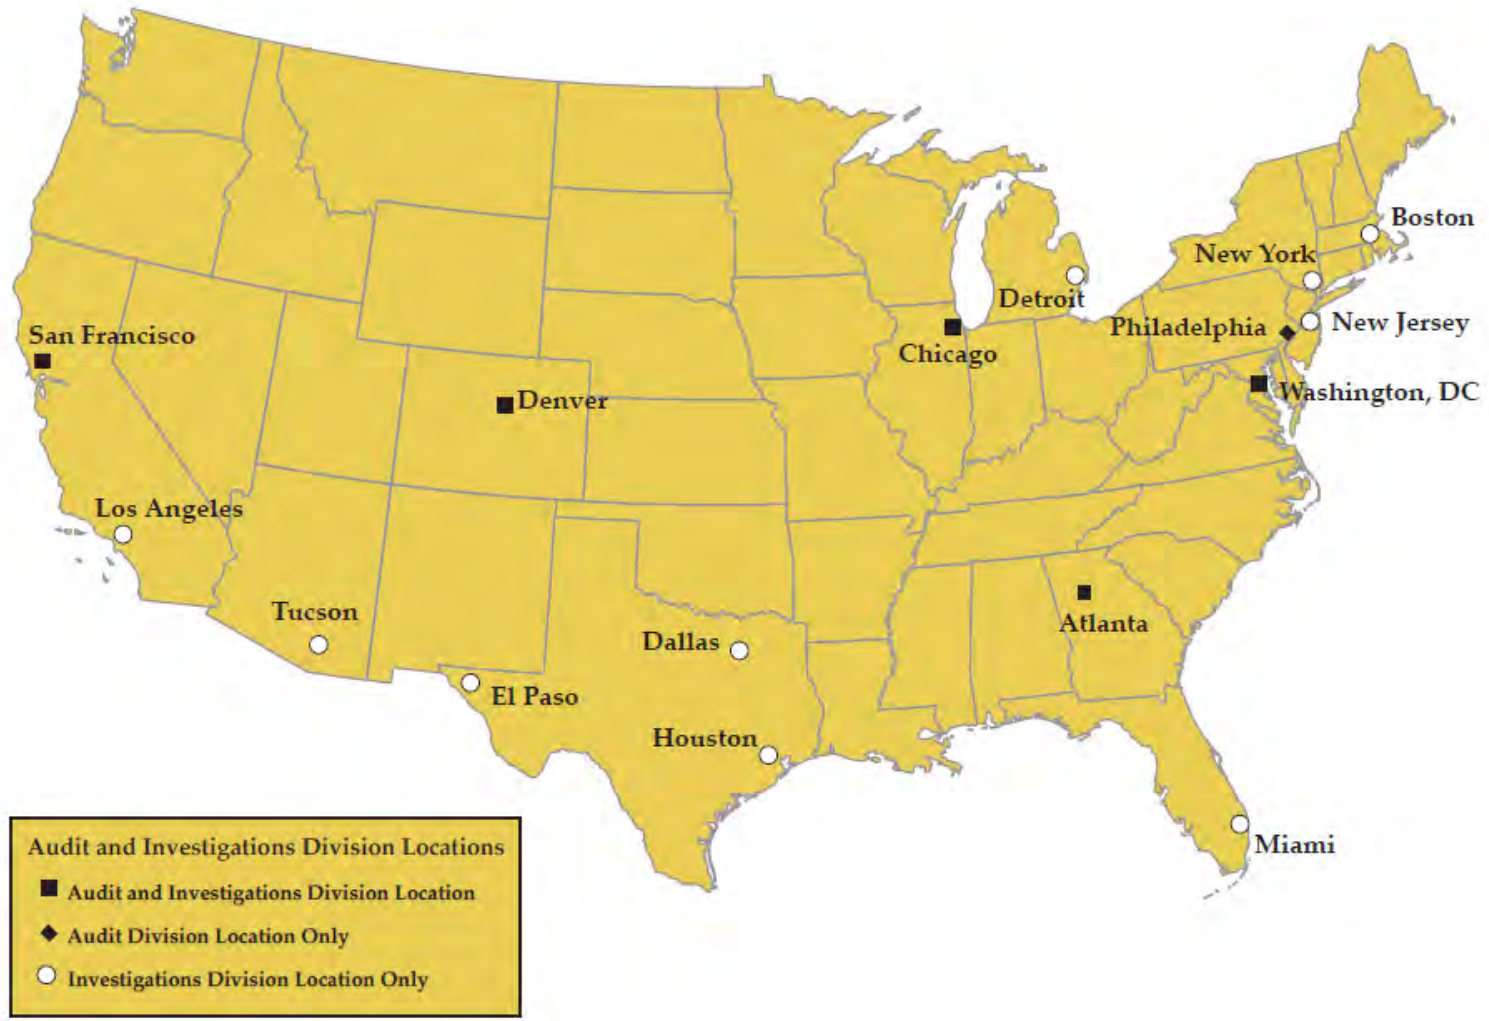 Boston
New York
Detroit
Philadelphia
New Jersey
San Francisco
Chicago
Washington, DC
Denver
Los Angeles
Tucson
Atlanta
Dallas
El Paso
Houston
Miami
Audit and Investigations Division Locations
Audit and Investigations Division Location
Audit Division Location Only
Investigations Division Location Only